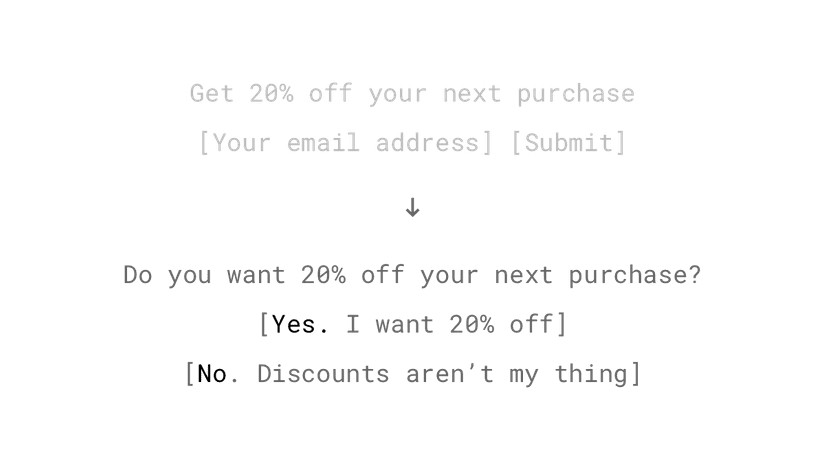 Get 20% off your next purchase
[Your email address] [Submit]
↓
Do you want 20% off your next purchase?
[Yes. I want 20% off]
[No. Discounts aren’t my thing]